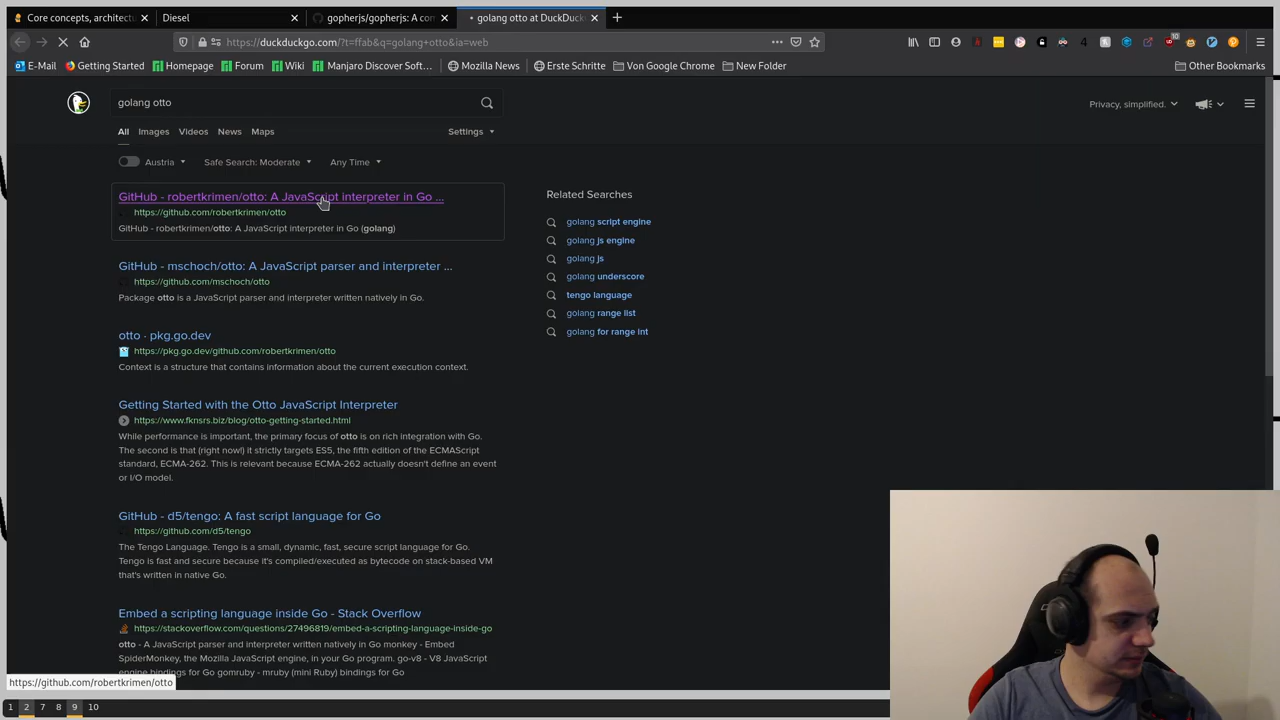 Core concepts, architectu
Diesel
gopherjs/gopherjs: A com
golang otto at DuckDuck
https://duckduckgo.com/?t=ffab&q=golang+otto&ia=web
E-Mail
Getting Started
Homepage
Forum
Wiki
Manjaro Discover Soft...
Mozilla News
Erste Schritte
Von Google Chrome
New Folder
Other Bookmarks
golang otto
Privacy, simplified.
All Images Videos News Maps Settings
Austria Safe Search: Moderate Any Time
GitHub - robertkrimen/otto: A JavaScript interpreter in Go ...
https://github.com/robertkrimen/otto
GitHub - robertkrimen/otto: A JavaScript interpreter in Go (golang)
GitHub - mschoch/otto: A JavaScript parser and interpreter ...
https://github.com/mschoch/otto
Package otto is a JavaScript parser and interpreter written natively in Go.
otto · pkg.go.dev
https://pkg.go.dev/github.com/robertkrimen/otto
Context is a structure that contains information about the current execution context.
Getting Started with the Otto JavaScript Interpreter
https://www.fknsrs.biz/blog/otto-getting-started.html
While performance is important, the primary focus of otto is on rich integration with Go.
The second is that (right now!) it strictly targets ES5, the fifth edition of the ECMAScript
standard, ECMA-262. This is relevant because ECMA-262 actually doesn't define an event
or I/O model.
GitHub - d5/tengo: A fast script language for Go
https://github.com/d5/tengo
The Tengo Language. Tengo is a small, dynamic, fast, secure script language for Go.
Tengo is fast and secure because it's compiled/executed as bytecode on stack-based VM
that's written in native Go.
Embed a scripting language inside Go - Stack Overflow
https://stackoverflow.com/questions/27496819/embed-a-scripting-language-inside-go
otto - A JavaScript parser and interpreter written natively in Go monkey - Embed
SpiderMonkey, the Mozilla JavaScript engine, in your Go program. go-v8 - V8 JavaScript
engine bindings for Go gomruby - mruby (mini Ruby) bindings for Go
Related Searches
golang script engine
golang js engine
golang js
golang underscore
tengo language
golang range list
golang for range int
https://github.com/robertkrimen/otto
1 2 7 8 9 10